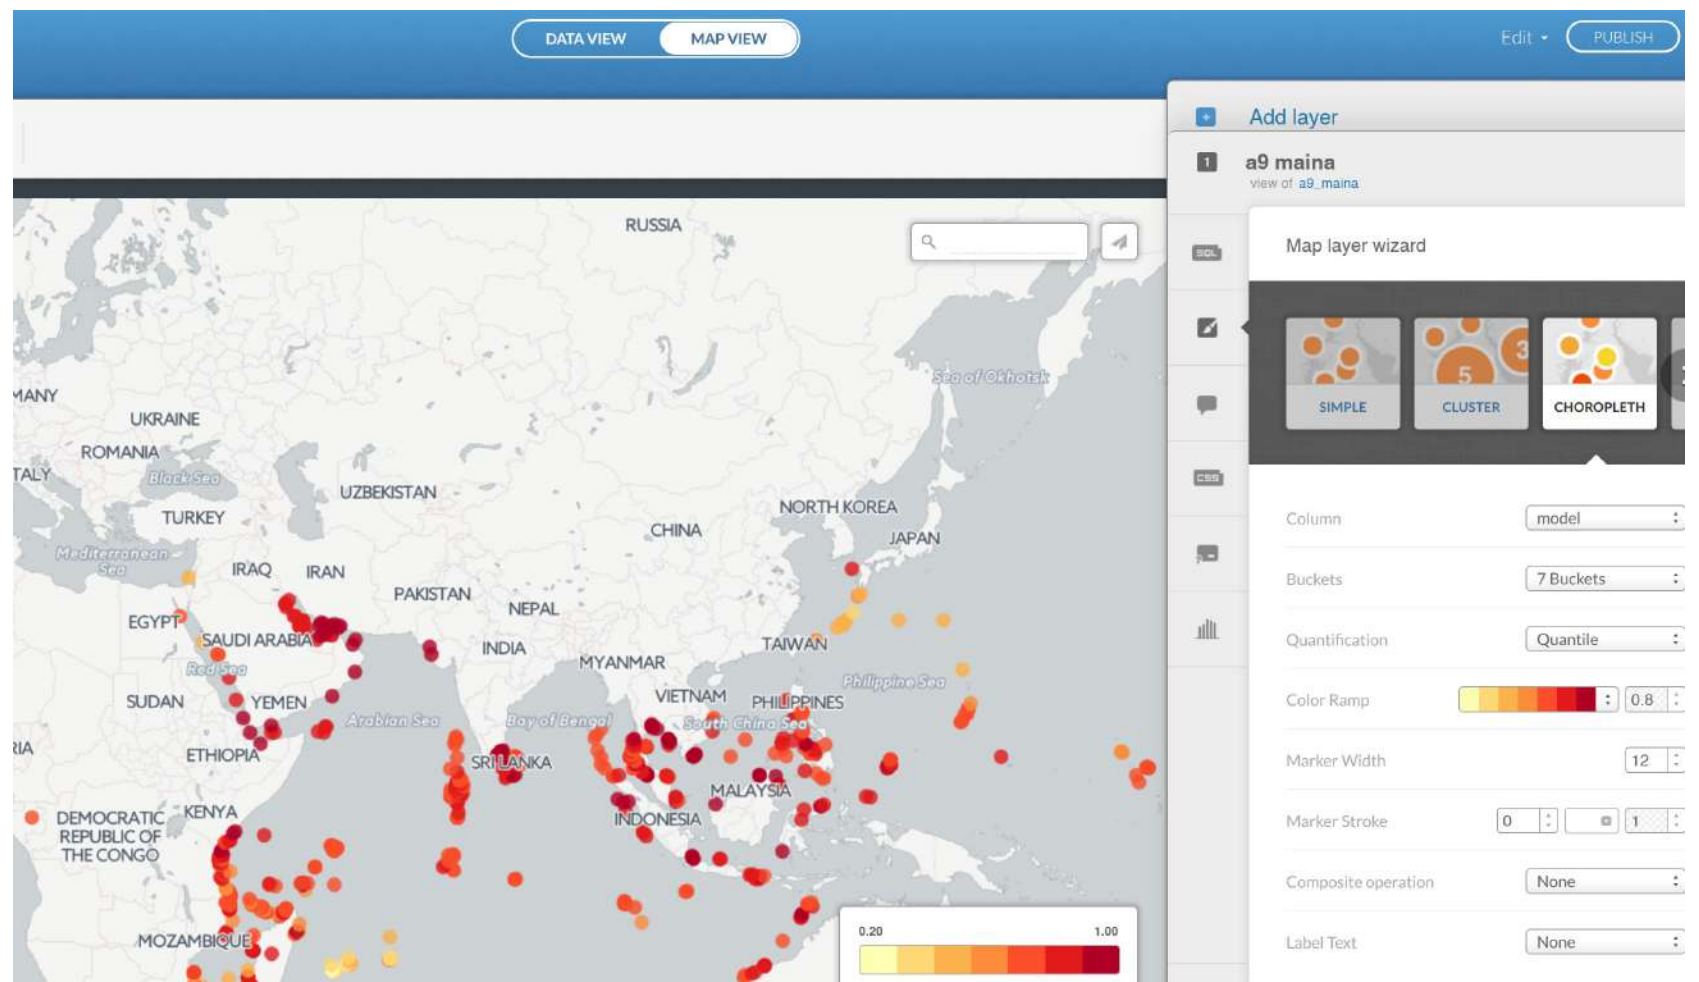 DATA VIEW
MAP VIEW
Edit
PUBLISH
Add layer
1
a9 maina
view of a9_maina
Map layer wizard
SQL
CSS
5
3
SIMPLE
CLUSTER
CHOROPLETH
Column
model
Buckets
7 Buckets
Quantification
Quantile
Color Ramp
0.8
Marker Width
12
Marker Stroke
0
1
Composite operation
None
Label Text
None
RUSSIA
Sea of Okhotsk
MANY
UKRAINE
ROMANIA
TALY
Black Sea
UZBEKISTAN
TURKEY
NORTH KOREA
CHINA
JAPAN
Mediterranean
Sea
IRAQ
IRAN
PAKISTAN
NEPAL
EGYPT
SAUDI ARABIA
INDIA
TAIWAN
MYANMAR
Red Sea
Philippine Sea
SUDAN
YEMEN
VIETNAM
PHILIPPINES
Arabian Sea
Bay of Bengal
South China Sea
RIA
ETHIOPIA
SRI LANKA
MALAYSIA
KENYA
INDONESIA
DEMOCRATIC
REPUBLIC OF
THE CONGO
MOZAMBIQUE
0.20
1.00